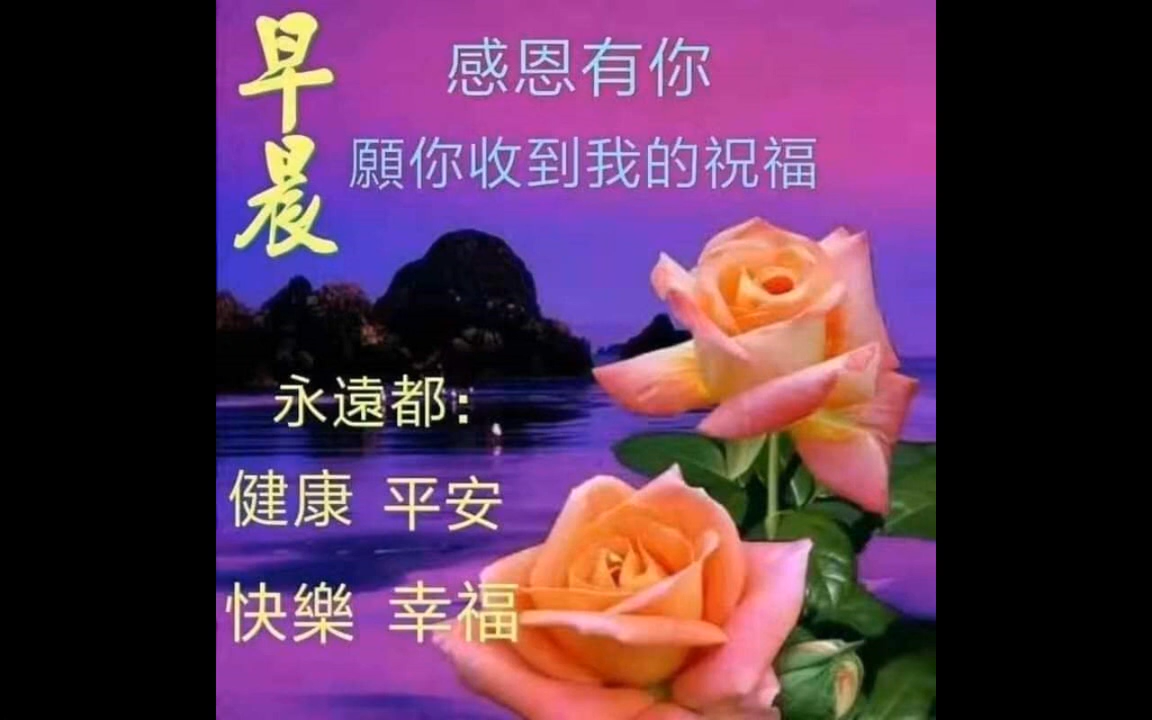 早晨
感恩有你
願你收到我的祝福
永遠都：
健康 平安
快樂 幸福